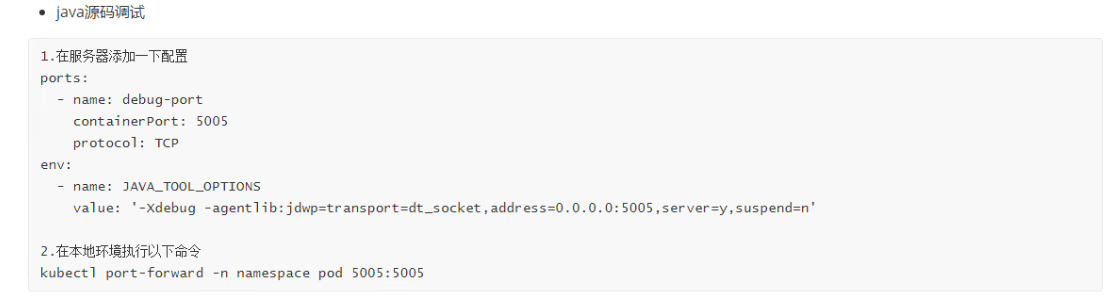 • java源码调试
1.在服务器添加一下配置
ports:
  - name: debug-port
    containerPort: 5005
    protocol: TCP
env:
  - name: JAVA_TOOL_OPTIONS
    value: '-Xdebug -agentlib:jdwp=transport=dt_socket,address=0.0.0.0:5005,server=y,suspend=n'

2.在本地环境执行以下命令
kubectl port-forward -n namespace pod 5005:5005